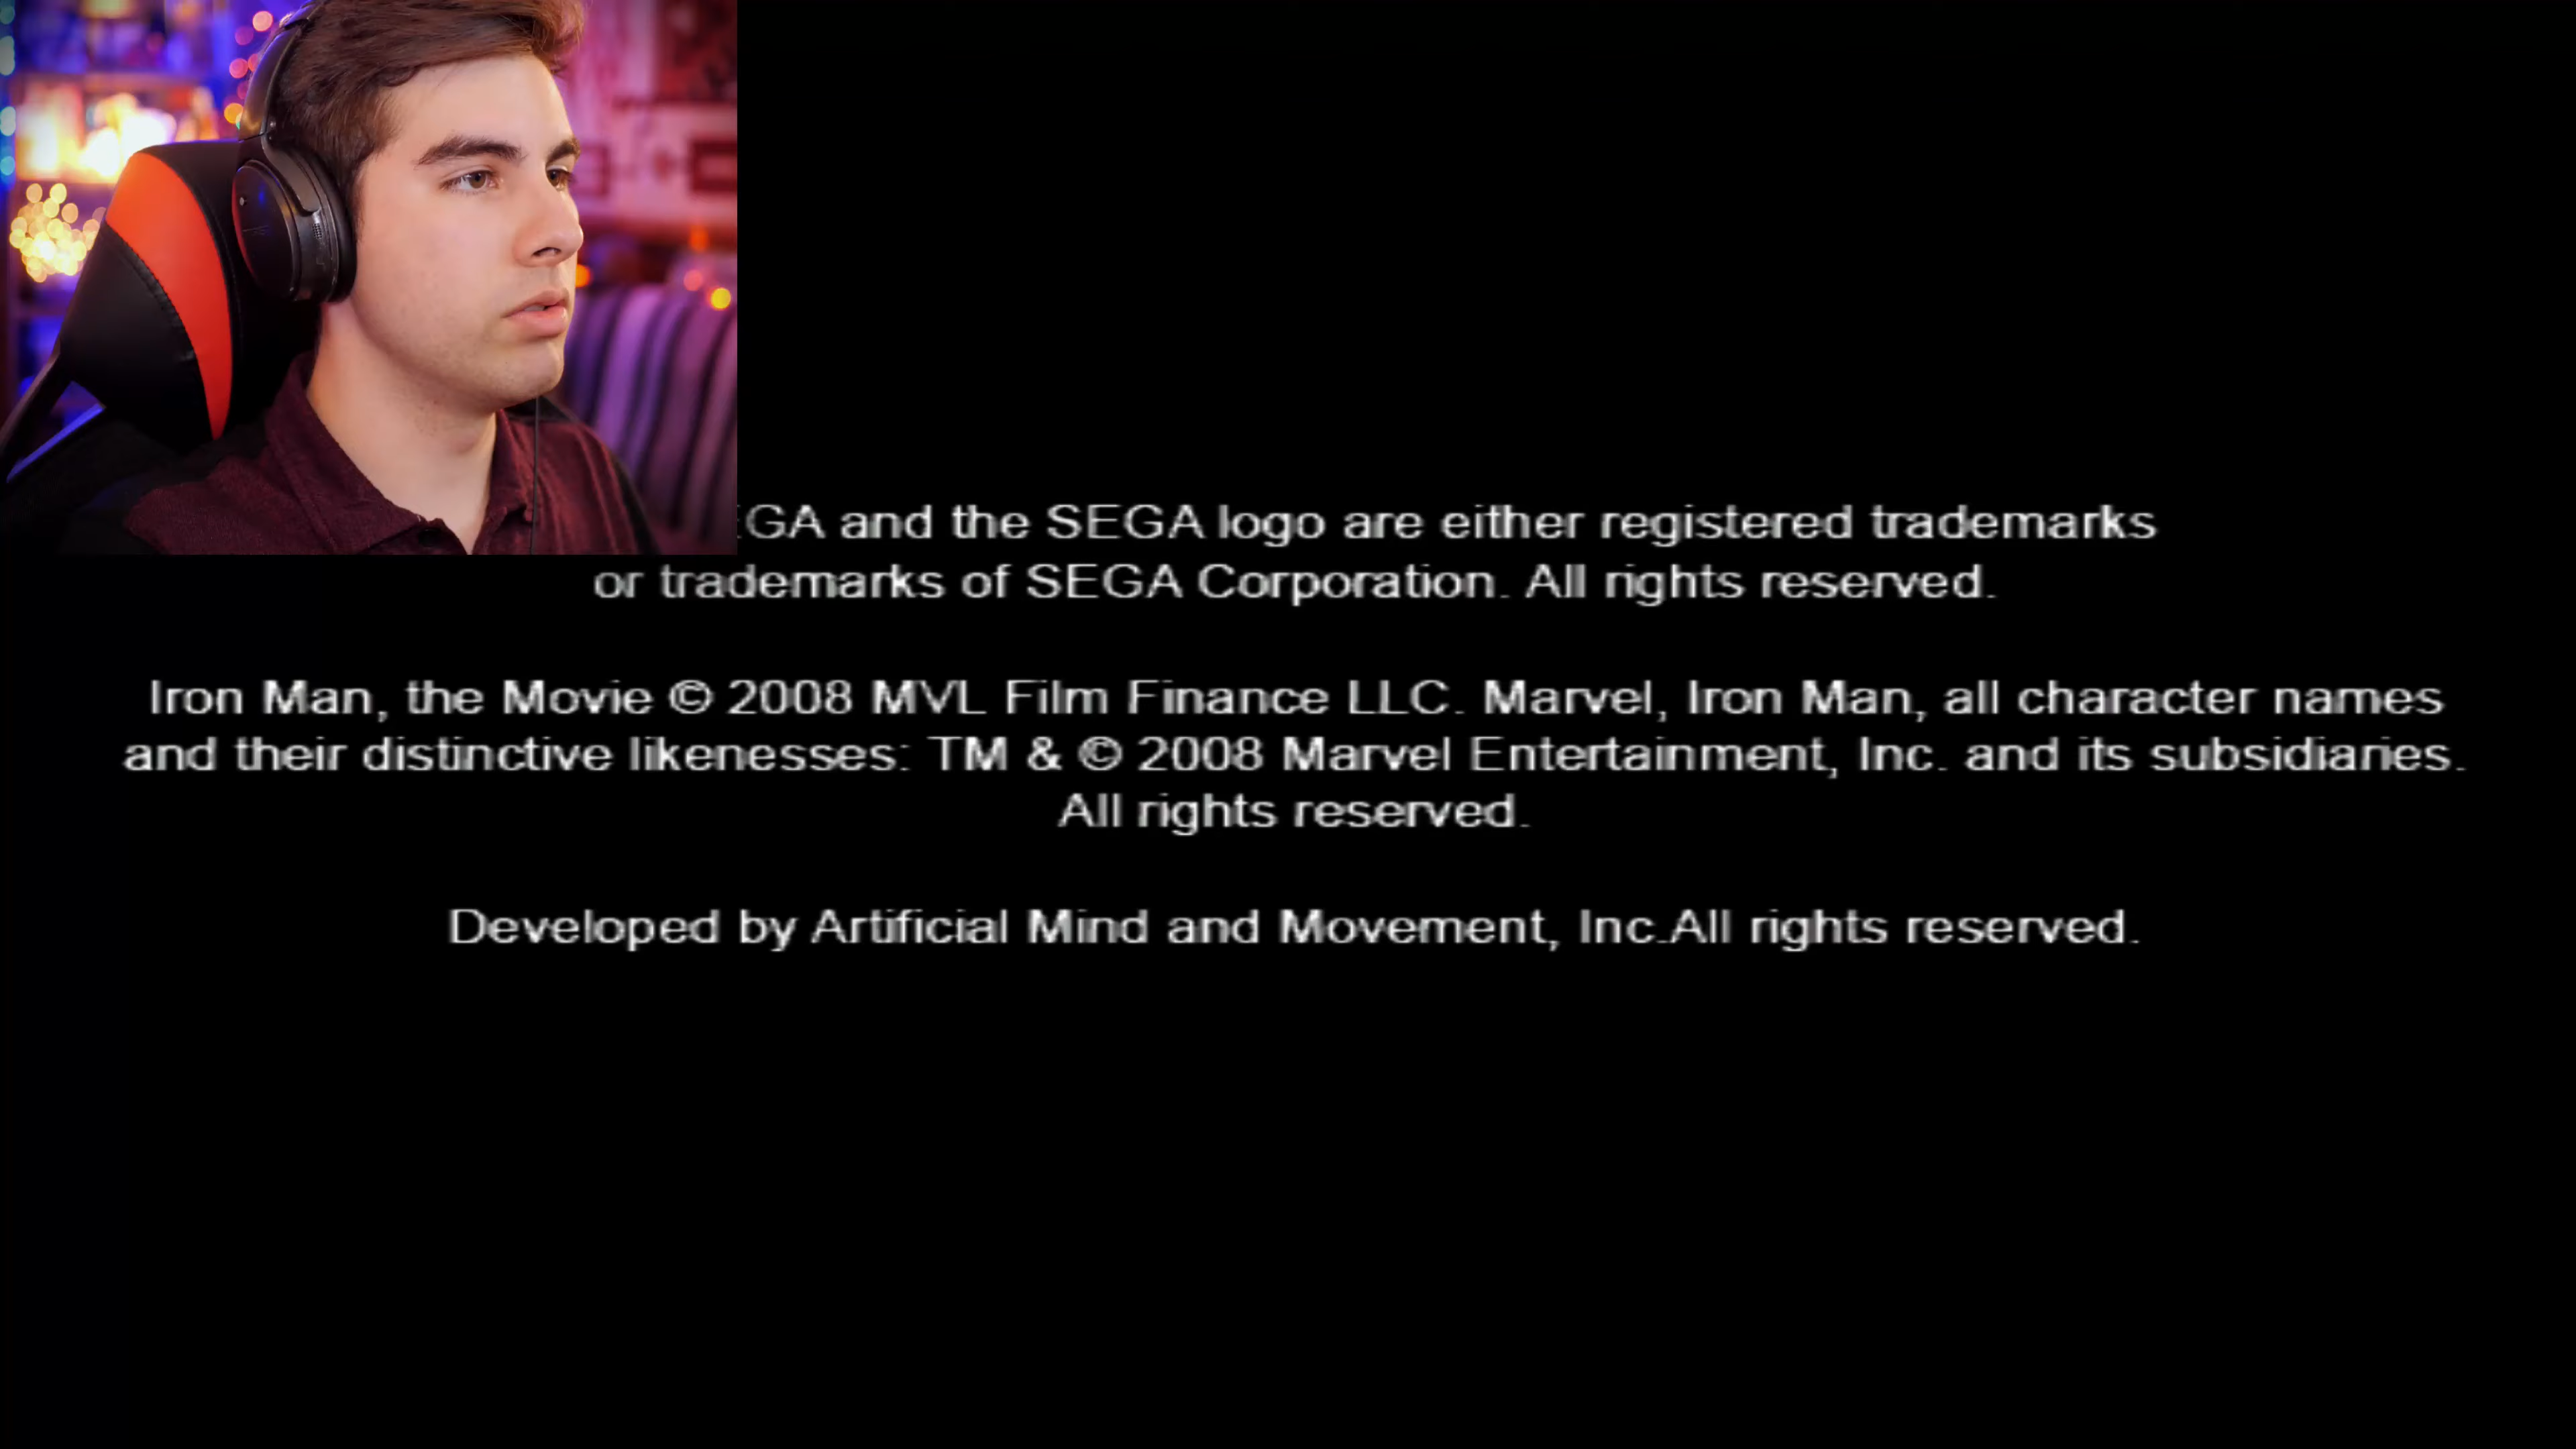 and the SEGA logo are either registered trademarks
or trademarks of SEGA Corporation. All rights reserved.
Iron Man, the Movie © 2008 MVL Film Finance LLC. Marvel, Iron Man, all character names
and their distinctive likenesses: TM & © 2008 Marvel Entertainment, Inc. and its subsidiaries.
All rights reserved.
Developed by Artificial Mind and Movement, Inc.All rights reserved.